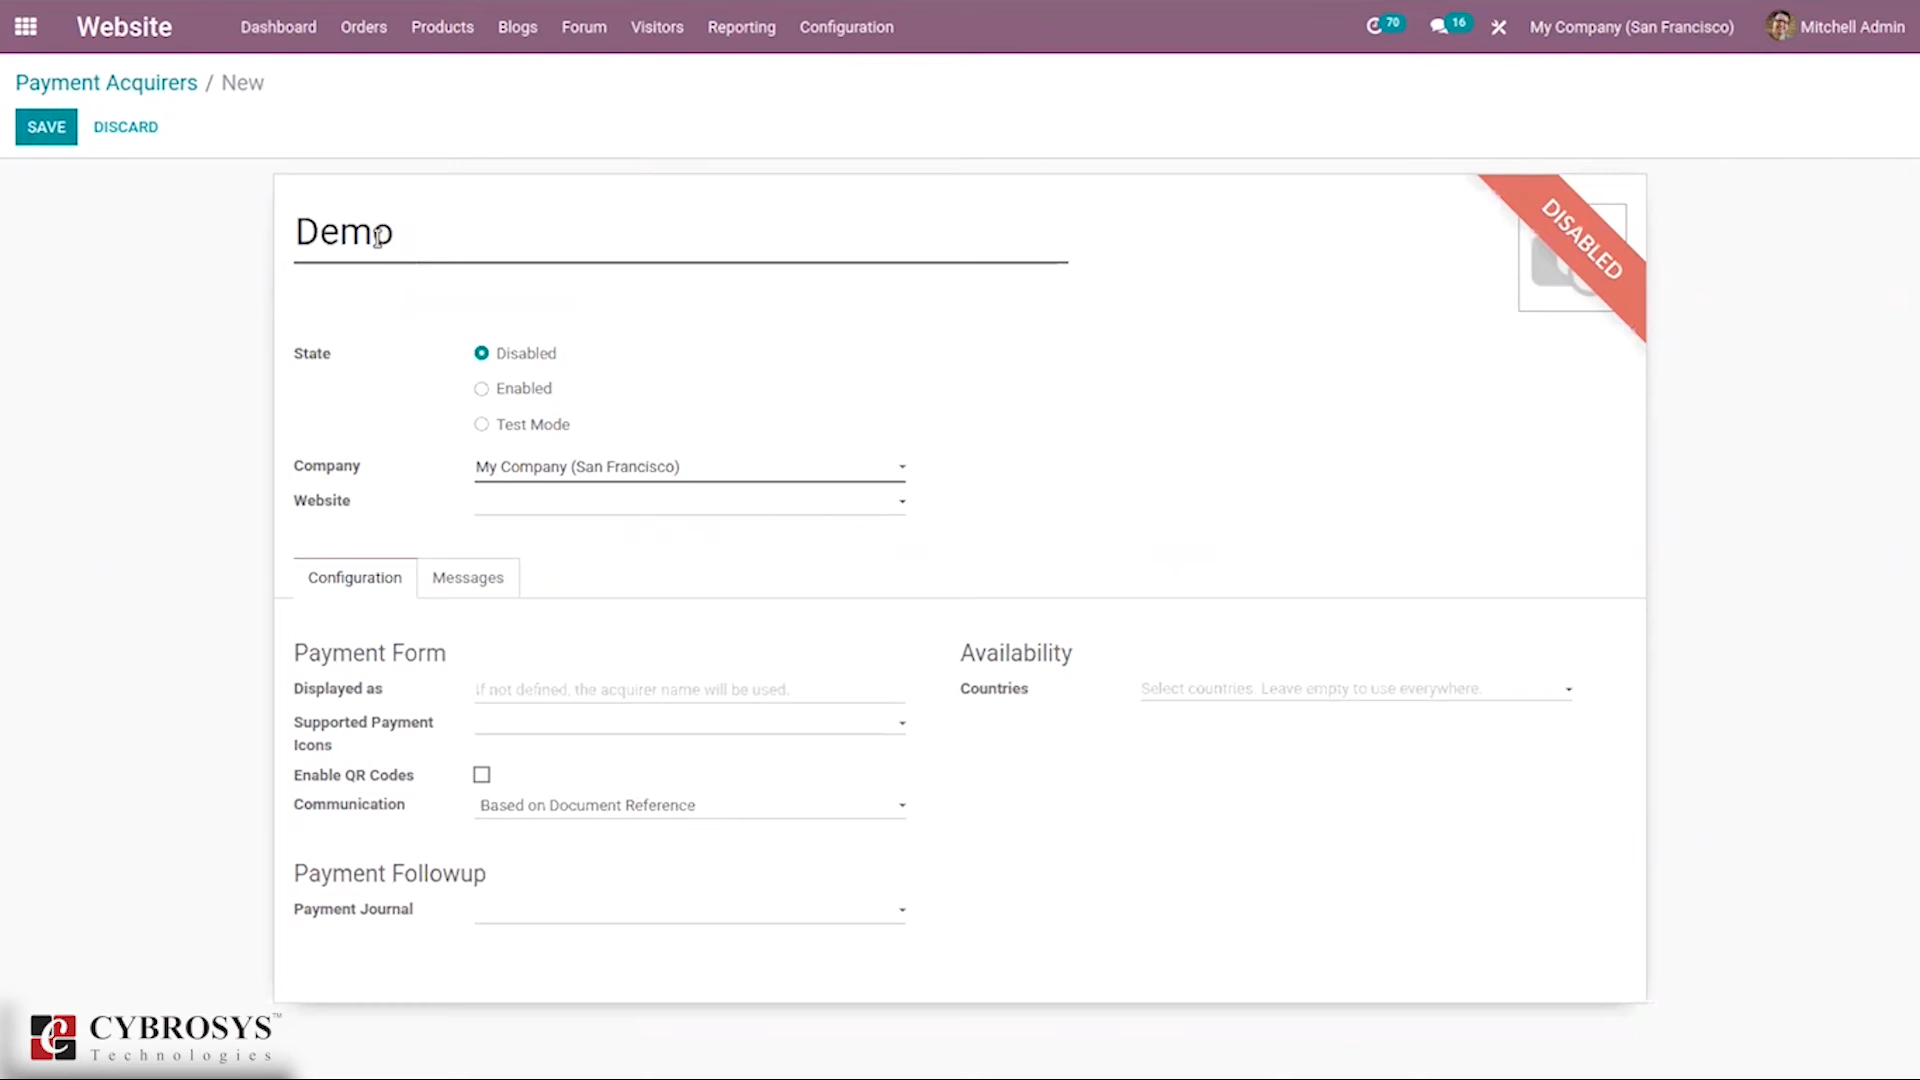 Website
Dashboard
Orders
Products
Blogs
Forum
Visitors
Reporting
Configuration
70
16
My Company (San Francisco)
Mitchell Admin
Payment Acquirers / New
SAVE
DISCARD
Demo
DISABLED
State
Disabled
Enabled
Test Mode
Company
My Company (San Francisco)
Website
Configuration
Messages
Payment Form
Availability
Displayed as
If not defined, the acquirer name will be used.
Countries
Select countries. Leave empty to use everywhere.
Supported Payment
Icons
Enable QR Codes
Communication
Based on Document Reference
Payment Followup
Payment Journal
CYBROSYS™
Technologies